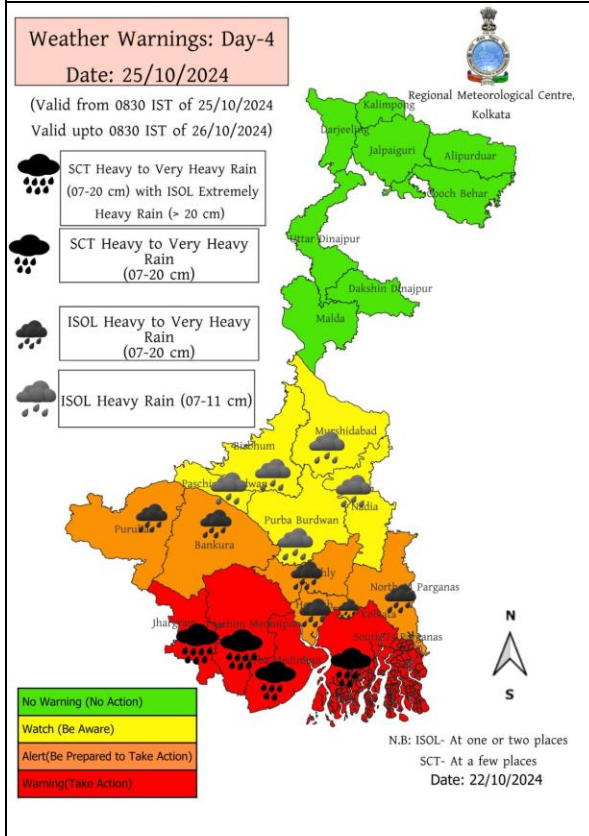 Weather Warnings: Day-4
Date: 25/10/2024
(Valid from 0830 IST of 25/10/2024
Valid upto 0830 IST of 26/10/2024)
Regional Meteorological Centre,
Kolkata
SCT Heavy to Very Heavy Rain
(07-20 cm) with ISOL Extremely
Heavy Rain (> 20 cm)
SCT Heavy to Very Heavy
Rain
(07-20 cm)
ISOL Heavy to Very Heavy
Rain
(07-20 cm)
ISOL Heavy Rain (07-11 cm)
Kalimpong
Darjeeling
Jalpaiguri
Alipurduar
Cooch Behar
Uttar Dinajpur
Dakshin Dinajpur
Malda
Murshidabad
Birbhum
Paschim
Nadia
Purba Burdwan
Bankura
North
Kolkata
Jhargram
N
S
No Warning (No Action)
Watch (Be Aware)
Alert(Be Prepared to Take Action)
Warning(Take Action)
N.B: ISOL- At one or two places
SCT- At a few places
Date: 22/10/2024